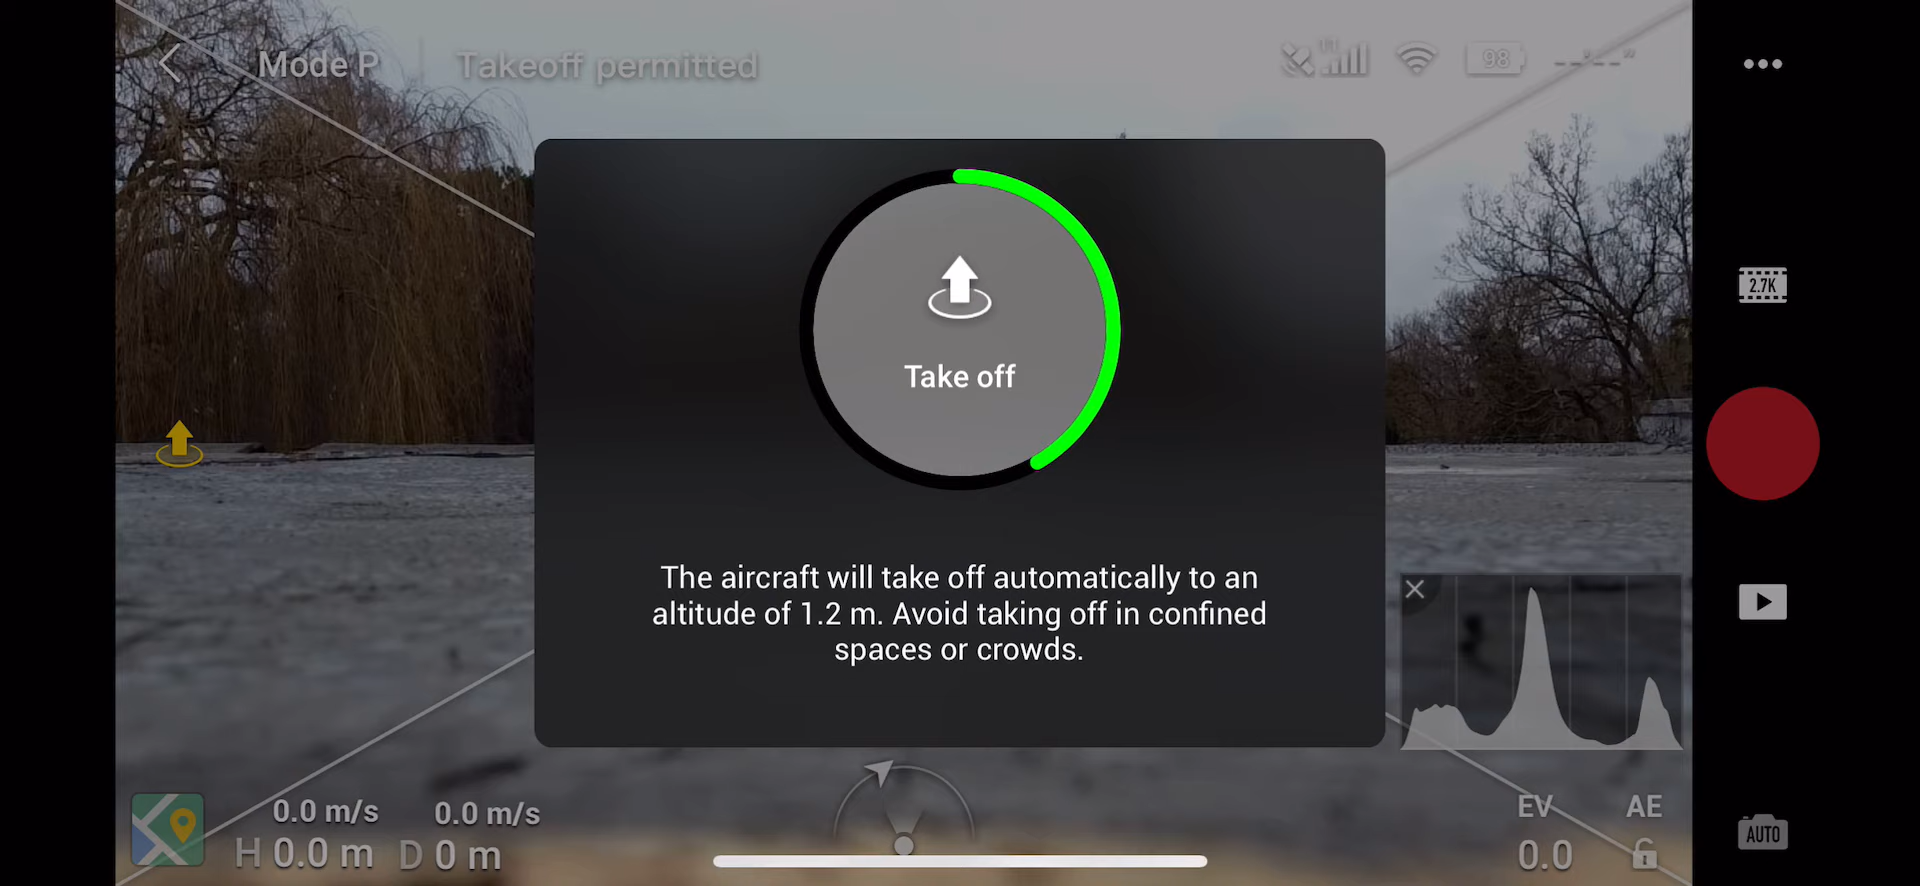 Mode P
Takeoff permitted
11
98
--'--"
2.7K
Take off
The aircraft will take off automatically to an
altitude of 1.2 m. Avoid taking off in confined
spaces or crowds.
0.0 m/s
0.0 m/s
H 0.0 m
D 0 m
EV
AE
0.0
AUTO